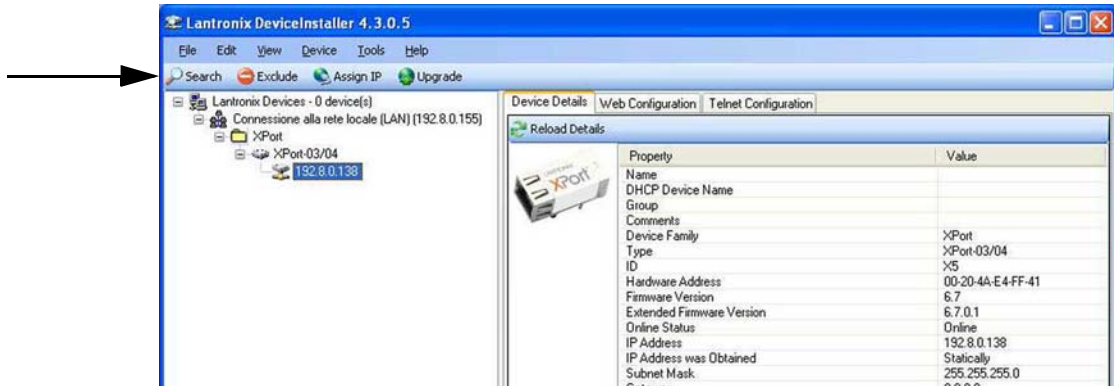 Lantronix DeviceInstaller 4.3.0.5
File Edit View Device Tools Help
Search Exclude Assign IP Upgrade
Lantronix Devices - 0 device(s)
Connessione alla rete locale (LAN) (192.8.0.155)
XPort
XPort-03/04
192.8.0.138
Device Details Web Configuration Telnet Configuration
Reload Details
XPort
Property Value
Name
DHCP Device Name
Group
Comments
Device Family XPort
Type XPort-03/04
ID X5
Hardware Address 00-20-4A-E4-FF-41
Firmware Version 6.7
Extended Firmware Version 6.7.0.1
Online Status Online
IP Address 192.8.0.138
IP Address was Obtained Statically
Subnet Mask 255.255.255.0